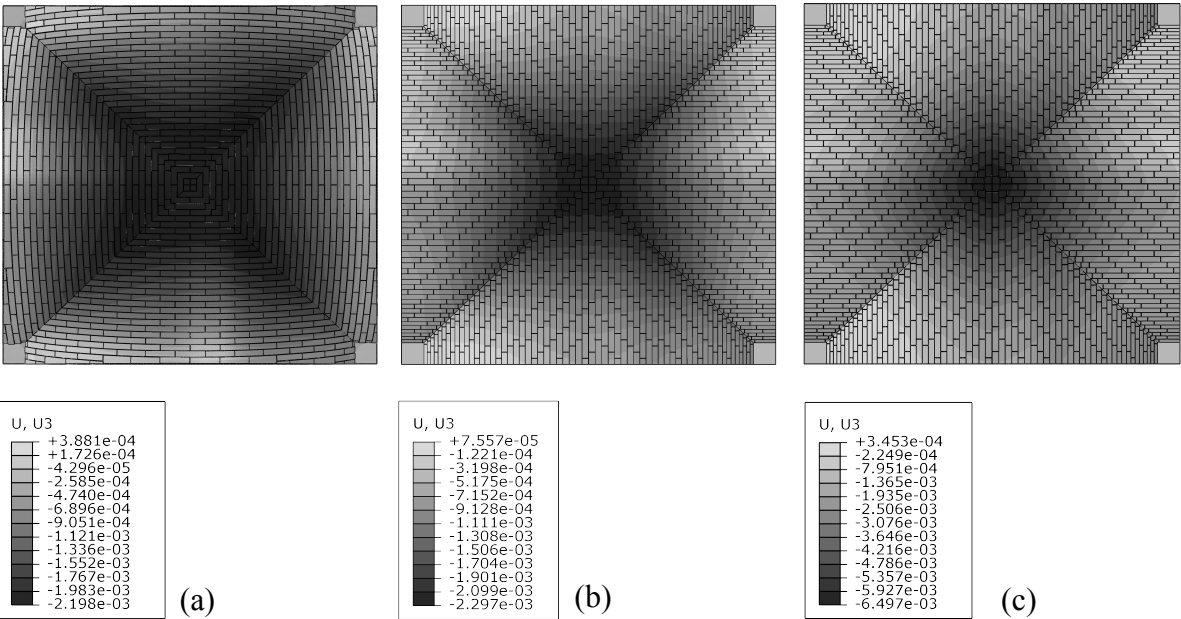 U, U3
+3.881e-04
+1.726e-04
-4.296e-05
-2.585e-04
-4.740e-04
-6.896e-04
-9.051e-04
-1.121e-03
-1.336e-03
-1.552e-03
-1.767e-03
-1.983e-03
-2.198e-03
(a)
U, U3
+7.557e-05
-1.221e-04
-3.198e-04
-5.175e-04
-7.152e-04
-9.128e-04
-1.111e-03
-1.308e-03
-1.506e-03
-1.704e-03
-1.901e-03
-2.099e-03
-2.297e-03
(b)
U, U3
+3.453e-04
-2.249e-04
-7.951e-04
-1.365e-03
-1.935e-03
-2.506e-03
-3.076e-03
-3.646e-03
-4.216e-03
-4.786e-03
-5.357e-03
-5.927e-03
-6.497e-03
(c)